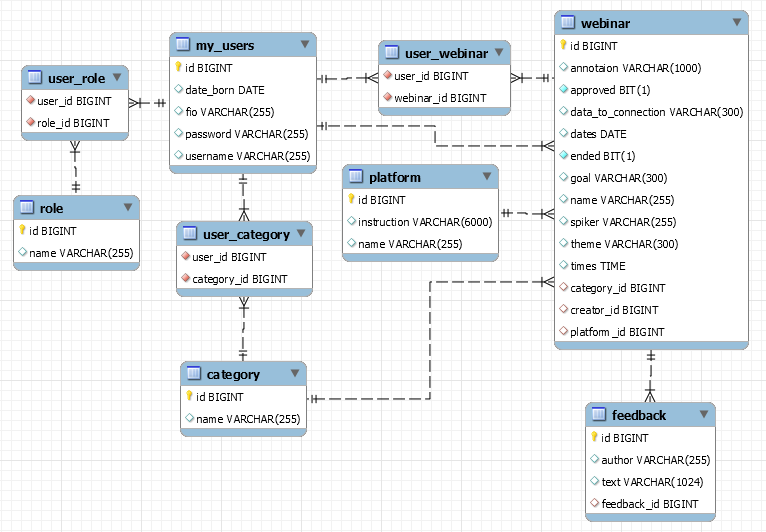 user_role
user_id BIGINT
role_id BIGINT
role
id BIGINT
name VARCHAR(255)
my_users
id BIGINT
date_born DATE
fio VARCHAR(255)
password VARCHAR(255)
username VARCHAR(255)
user_category
user_id BIGINT
category_id BIGINT
category
id BIGINT
name VARCHAR(255)
user_webinar
user_id BIGINT
webinar_id BIGINT
platform
id BIGINT
instruction VARCHAR(6000)
name VARCHAR(255)
webinar
id BIGINT
annotaion VARCHAR(1000)
approved BIT(1)
data_to_connection VARCHAR(300)
dates DATE
ended BIT(1)
goal VARCHAR(300)
name VARCHAR(255)
spiker VARCHAR(255)
theme VARCHAR(300)
times TIME
category_id BIGINT
creator_id BIGINT
platform_id BIGINT
feedback
id BIGINT
author VARCHAR(255)
text VARCHAR(1024)
feedback_id BIGINT